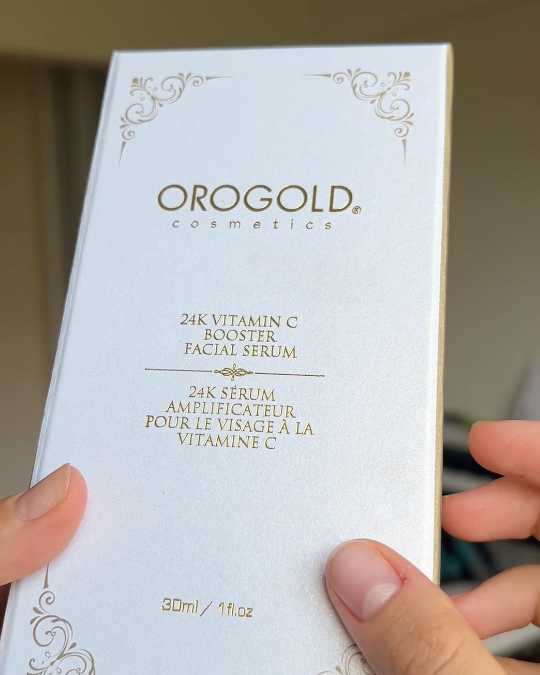 OROGOLD®
cosmetics
24K VITAMIN C
BOOSTER
FACIAL SERUM
24K SÉRUM
AMPLIFICATEUR
POUR LE VISAGE À LA
VITAMINE C
30ml / 1fl.oz